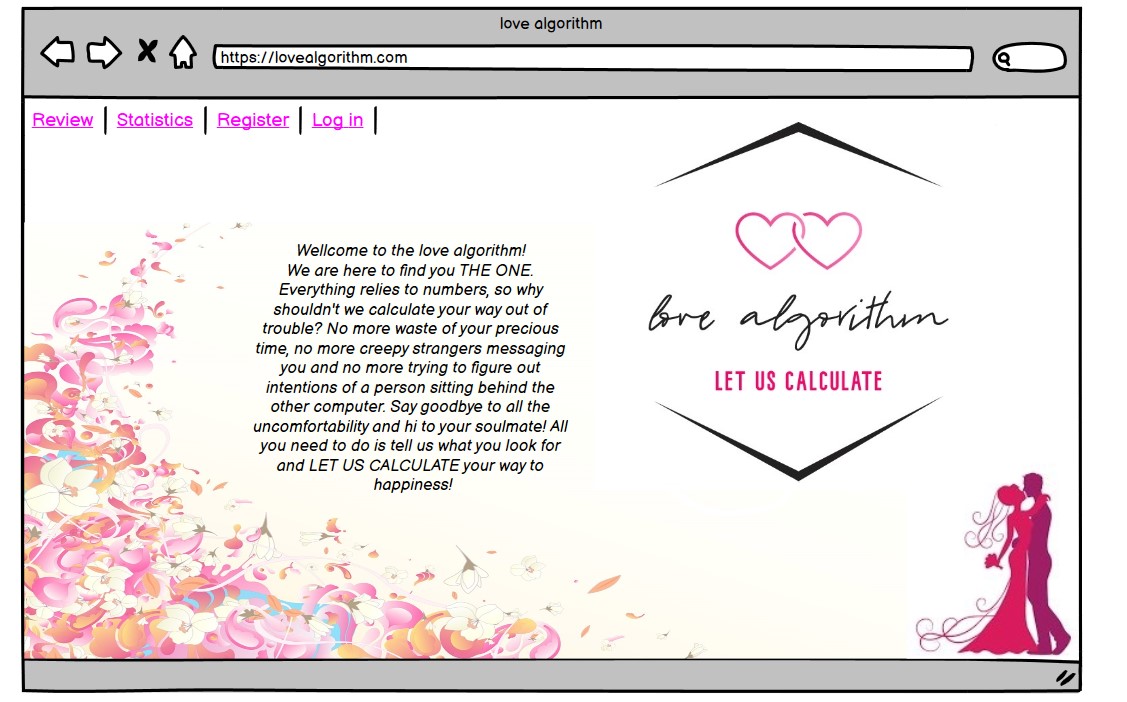 love algorithm
https://lovealgorithm.com
Review | Statistics | Register | Log in |
Wellcome to the love algorithm!
We are here to find you THE ONE.
Everything relies to numbers, so why
shouldn't we calculate your way out of
trouble? No more waste of your precious
time, no more creepy strangers messaging
you and no more trying to figure out
intentions of a person sitting behind the
other computer. Say goodbye to all the
uncomfortability and hi to your soulmate! All
you need to do is tell us what you look for
and LET US CALCULATE your way to
happiness!
love algorithm
LET US CALCULATE